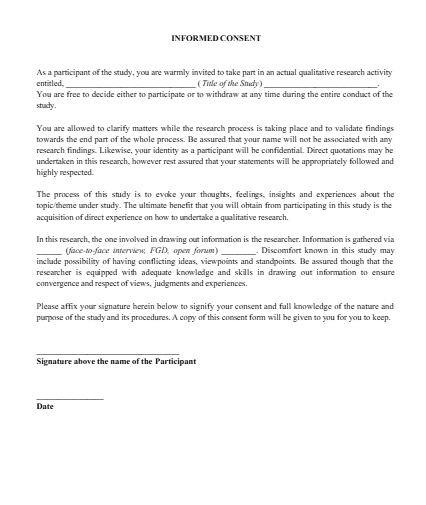 INFORMED CONSENT
As a participant of the study, you are warmly invited to take part in an actual qualitative research activity
entitled, ______________________________ ( Title of the Study) __________________________.
You are free to decide either to participate or to withdraw at any time during the entire conduct of the
study.
You are allowed to clarify matters while the research process is taking place and to validate findings
towards the end part of the whole process. Be assured that your name will not be associated with any
research findings. Likewise, your identity as a participant will be confidential. Direct quotations may be
undertaken in this research, however rest assured that your statements will be appropriately followed and
highly respected.
The process of this study is to evoke your thoughts, feelings, insights and experiences about the
topic/theme under study. The ultimate benefit that you will obtain from participating in this study is the
acquisition of direct experience on how to undertake a qualitative research.
In this research, the one involved in drawing out information is the researcher. Information is gathered via
______ (face-to-face interview, FGD, open forum) ________. Discomfort known in this study may
include possibility of having conflicting ideas, viewpoints and standpoints. Be assured though that the
researcher is equipped with adequate knowledge and skills in drawing out information to ensure
convergence and respect of views, judgments and experiences.
Please affix your signature herein below to signify your consent and full knowledge of the nature and
purpose of the study and its procedures. A copy of this consent form will be given to you for you to keep.
_________________________________
Signature above the name of the Participant
________________
Date